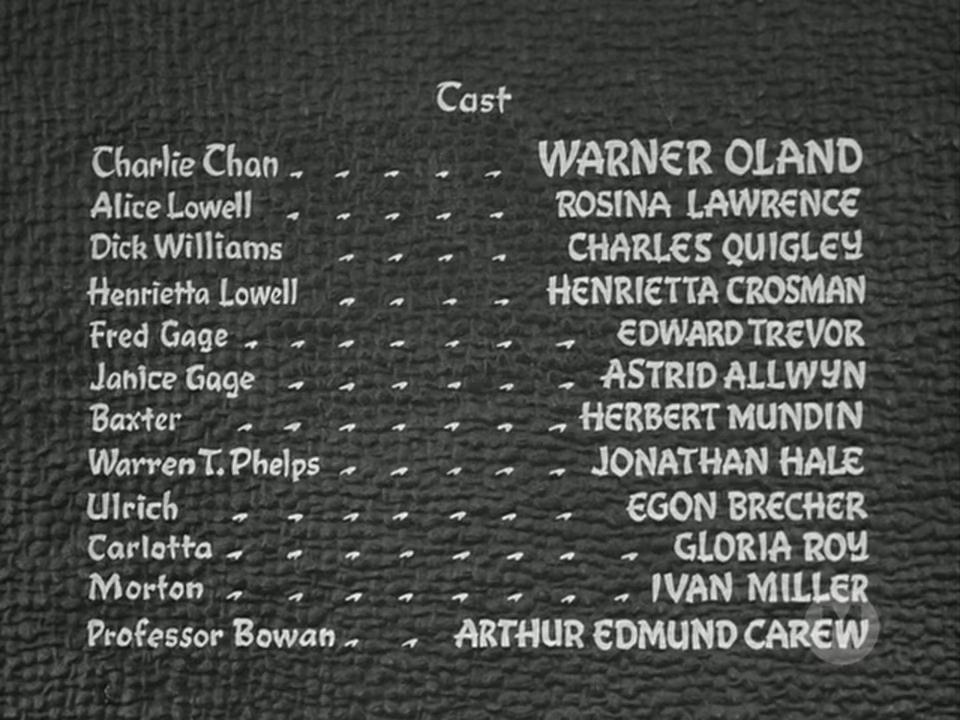 Cast
Charlie Chan - - - - - WARNER OLAND
Alice Lowell - - - - - ROSINA LAWRENCE
Dick Williams - - - - CHARLES QUIGLEY
Henrietta Lowell - - - - HENRIETTA CROSMAN
Fred Gage - - - - - - - EDWARD TREVOR
Janice Gage - - - - - - ASTRID ALLWYN
Baxter - - - - - - - HERBERT MUNDIN
Warren T. Phelps - - - - - JONATHAN HALE
Ulrich - - - - - - - EGON BRECHER
Carlotta - - - - - - - - GLORIA ROY
Morton - - - - - - - - IVAN MILLER
Professor Bowan - - ARTHUR EDMUND CAREW